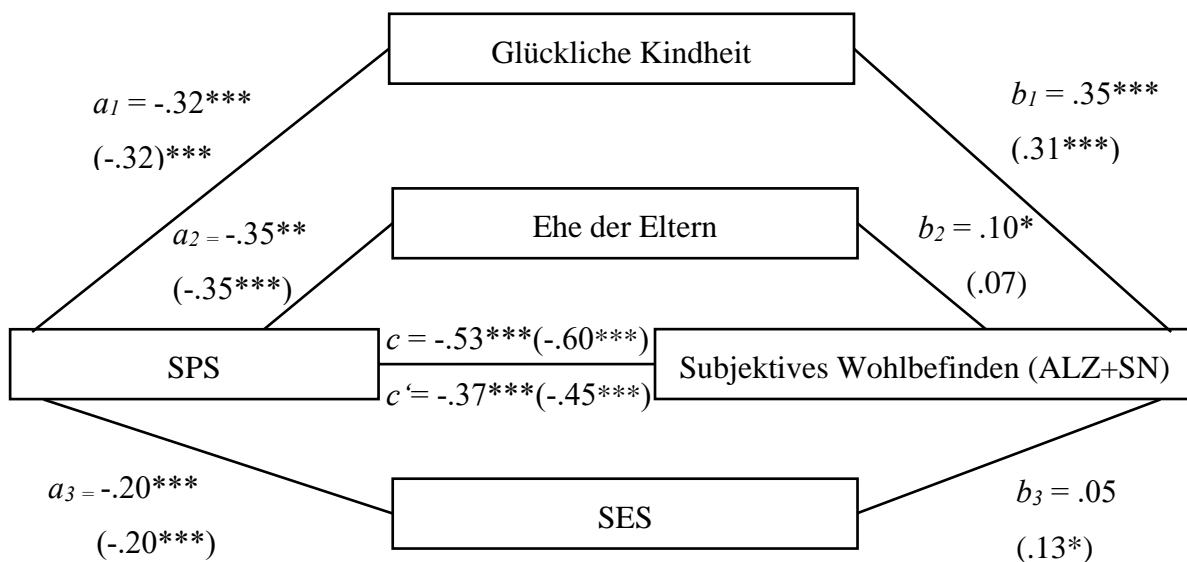 Glückliche Kindheit
a1 = -.32***
(-.32)***
b1 = .35***
(.31***)
Ehe der Eltern
a2 = -.35**
(-.35***)
b2 = .10*
(.07)
SPS
c = -.53***(-.60***)
c‘= -.37***(-.45***)
Subjektives Wohlbefinden (ALZ+SN)
a3 = -.20***
(-.20***)
SES
b3 = .05
(.13*)